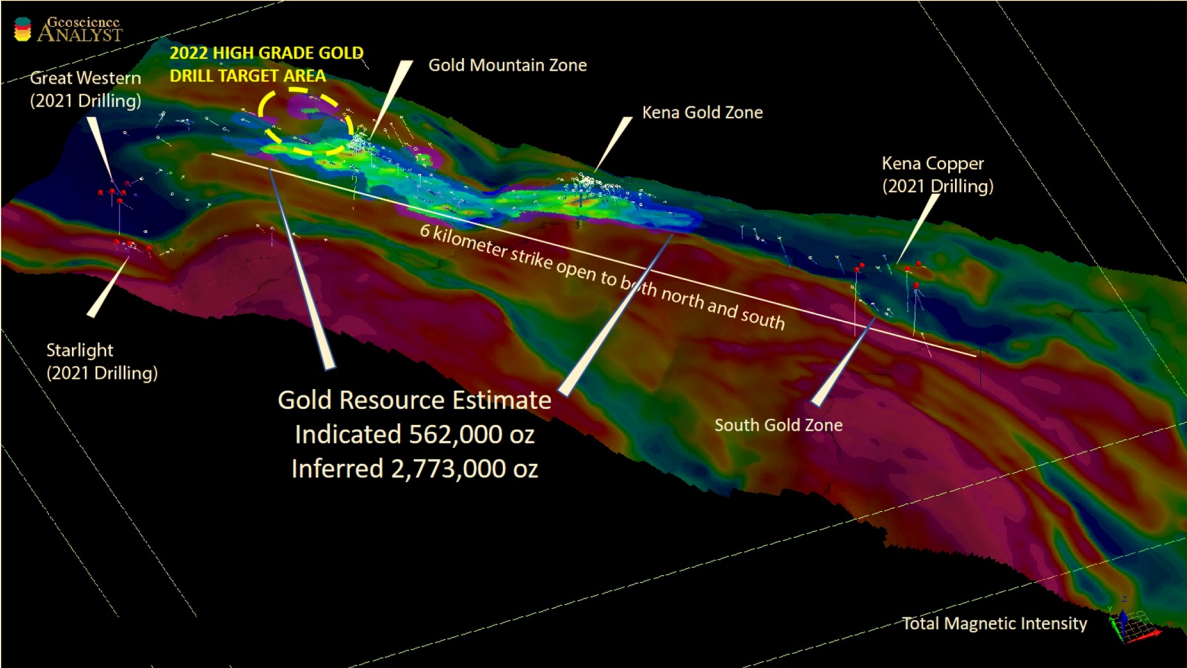 Geoscience
ANALYST
2022 HIGH GRADE GOLD
DRILL TARGET AREA
Great Western
(2021 Drilling)
Gold Mountain Zone
Kena Gold Zone
Kena Copper
(2021 Drilling)
6 kilometer strike open to both north and south
Starlight
(2021 Drilling)
Gold Resource Estimate
Indicated 562,000 oz
Inferred 2,773,000 oz
South Gold Zone
Total Magnetic Intensity
Y
Z